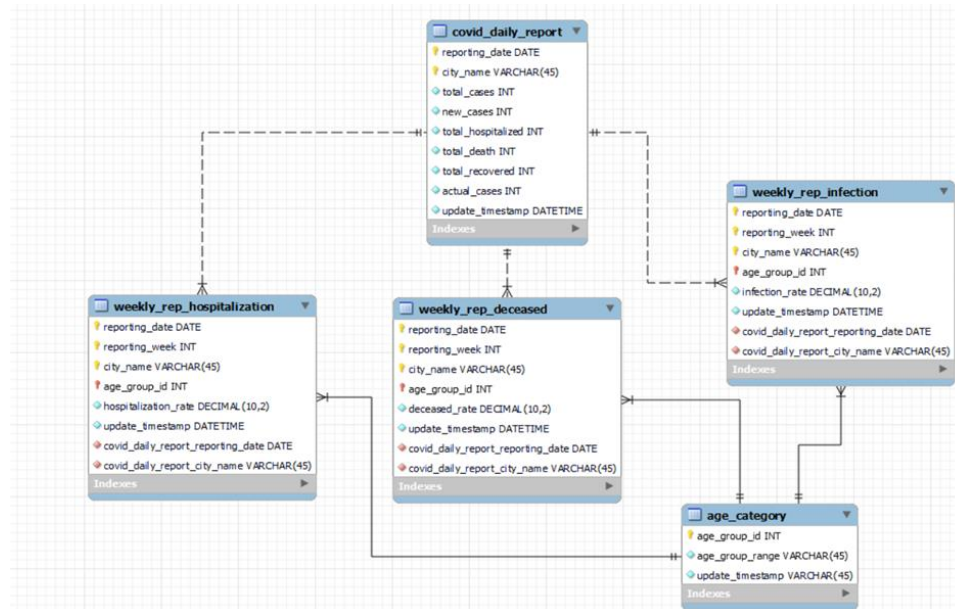 covid_daily_report
reporting_date DATE
city_name VARCHAR(45)
total_cases INT
new_cases INT
total_hospitalized INT
total_death INT
total_recovered INT
actual_cases INT
update_timestamp DATETIME
Indexes
weekly_rep_infection
reporting_date DATE
reporting_week INT
city_name VARCHAR(45)
age_group_id INT
infection_rate DECIMAL(10,2)
update_timestamp DATETIME
covid_daily_report_reporting_date DATE
covid_daily_report_city_name VARCHAR(45)
Indexes
weekly_rep_hospitalization
reporting_date DATE
reporting_week INT
city_name VARCHAR(45)
age_group_id INT
hospitalization_rate DECIMAL(10,2)
update_timestamp DATETIME
covid_daily_report_reporting_date DATE
covid_daily_report_city_name VARCHAR(45)
Indexes
weekly_rep_deceased
reporting_date DATE
reporting_week INT
city_name VARCHAR(45)
age_group_id INT
deceased_rate DECIMAL(10,2)
update_timestamp DATETIME
covid_daily_report_reporting_date DATE
covid_daily_report_city_name VARCHAR(45)
Indexes
age_category
age_group_id INT
age_group_range VARCHAR(45)
update_timestamp VARCHAR(45)
Indexes